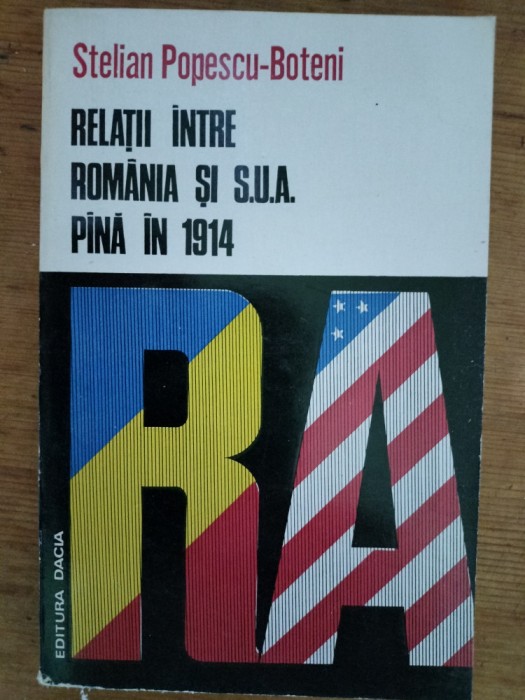 Stelian Popescu-Boteni
RELAȚII ÎNTRE
ROMÂNIA ȘI S.U.A.
PÎNĂ ÎN 1914
RA
EDITURA DACIA